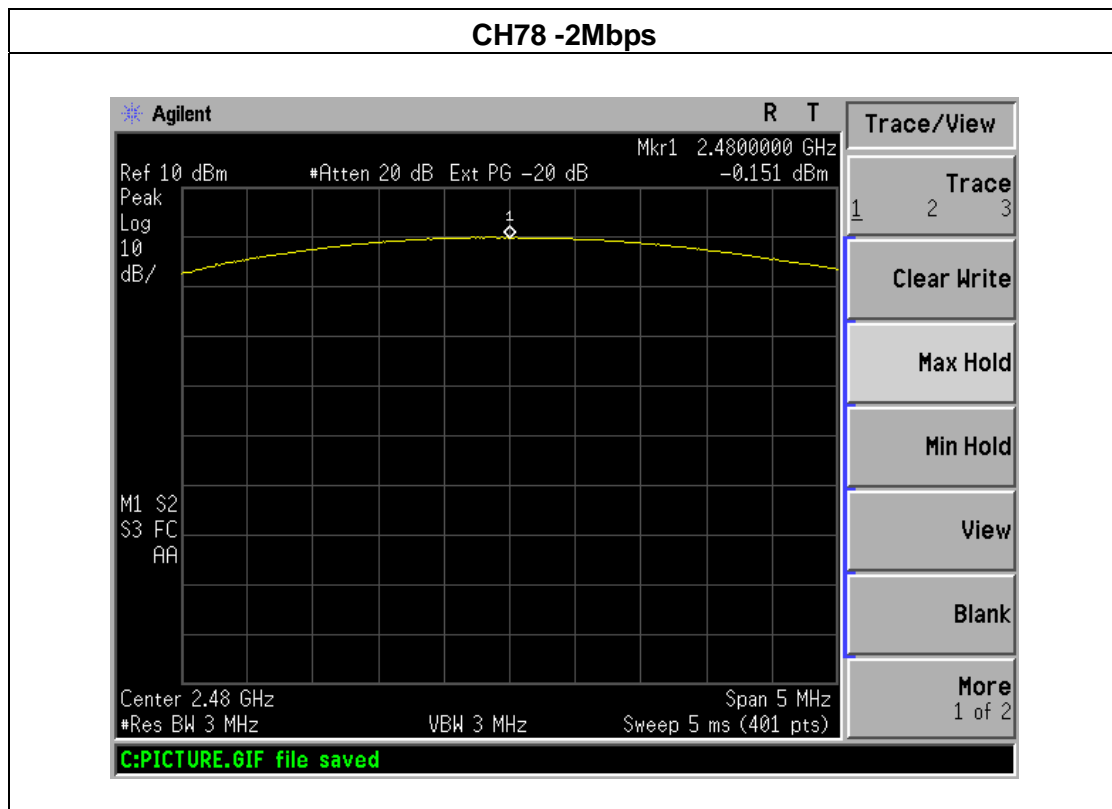 CH78 -2Mbps
Agilent R T
Mkr1 2.4800000 GHz
Ref 10 dBm #Atten 20 dB Ext PG -20 dB -0.151 dBm
Peak
Log
10
dB/
1
M1 S2
S3 FC
AA
Center 2.48 GHz Span 5 MHz
#Res BW 3 MHz VBW 3 MHz Sweep 5 ms (401 pts)
C:PICTURE.GIF file saved
Trace/View
Trace
1 2 3
Clear Write
Max Hold
Min Hold
View
Blank
More
1 of 2